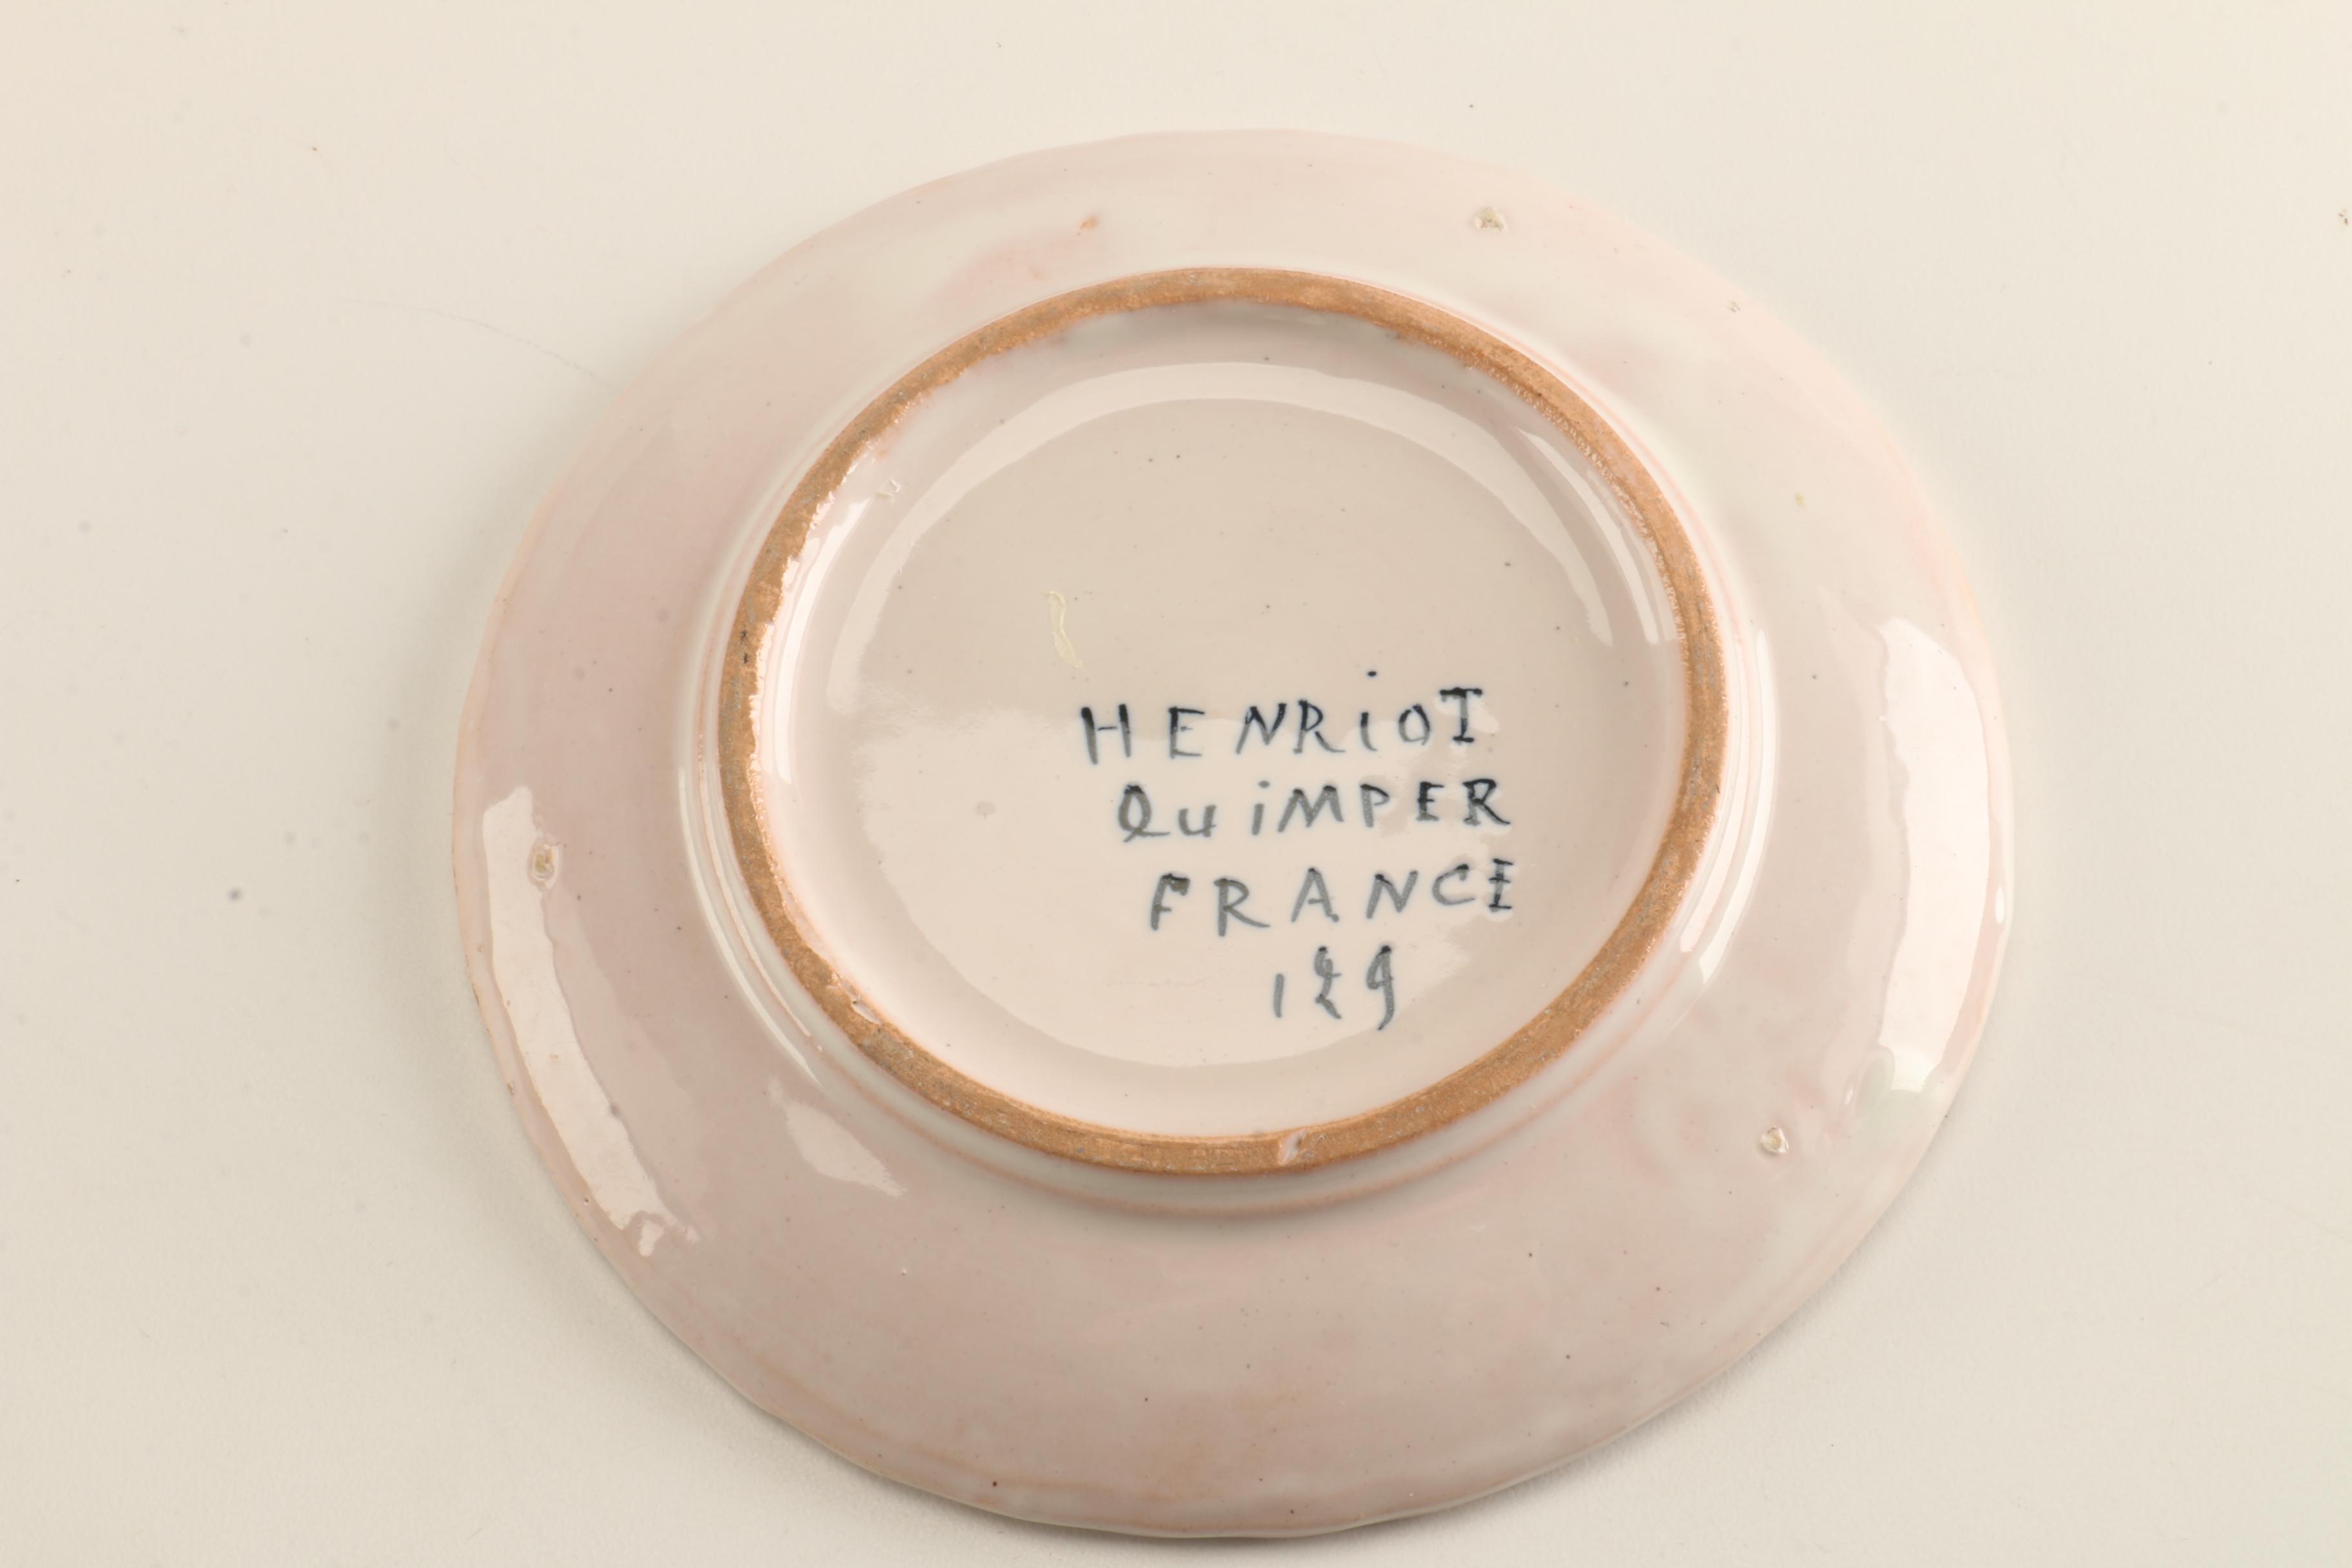 HENRiOT
QuiMPER
FRANCE
129